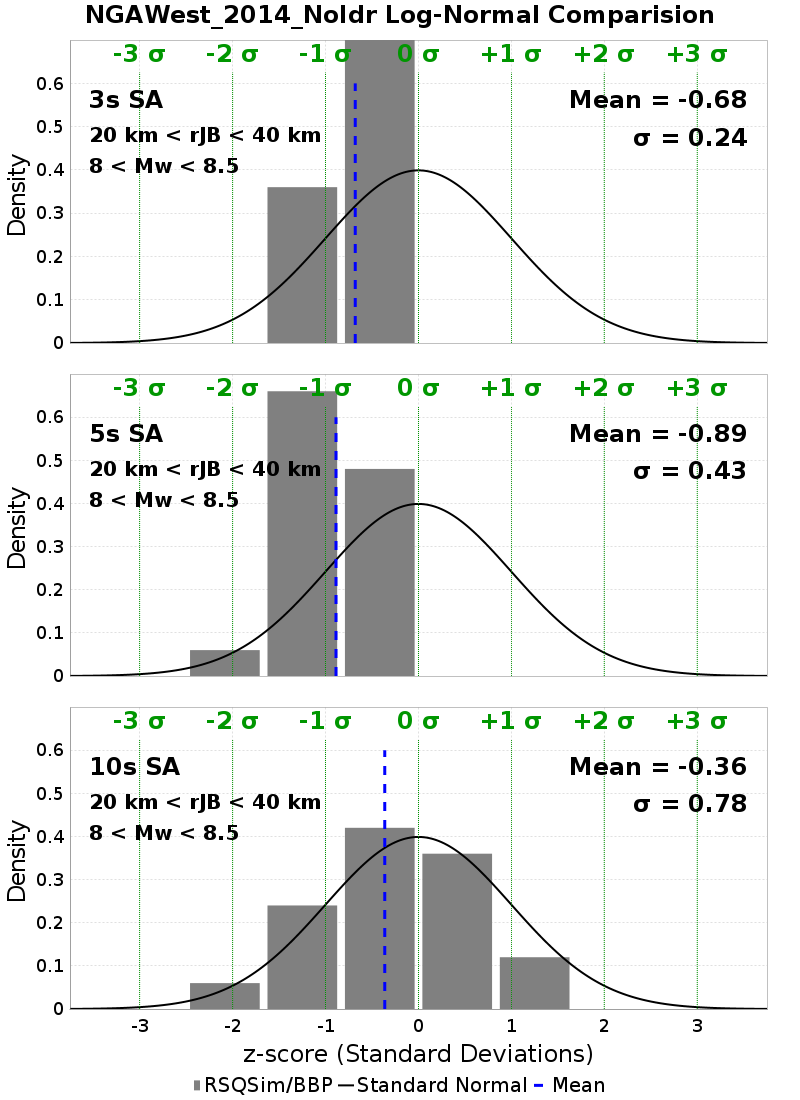 NGAWest_2014_NoIdr Log-Normal Comparision
-3 σ -2 σ -1 σ 0 σ +1 σ +2 σ +3 σ
3s SA
20 km < rJB < 40 km
8 < Mw < 8.5
Mean = -0.68
σ = 0.24
Density
0.6
0.5
0.4
0.3
0.2
0.1
0
-3 σ -2 σ -1 σ 0 σ +1 σ +2 σ +3 σ
5s SA
20 km < rJB < 40 km
8 < Mw < 8.5
Mean = -0.89
σ = 0.43
Density
0.6
0.5
0.4
0.3
0.2
0.1
0
-3 σ -2 σ -1 σ 0 σ +1 σ +2 σ +3 σ
10s SA
20 km < rJB < 40 km
8 < Mw < 8.5
Mean = -0.36
σ = 0.78
Density
0.6
0.5
0.4
0.3
0.2
0.1
0
-3 -2 -1 0 1 2 3
z-score (Standard Deviations)
RSQSim/BBP Standard Normal Mean